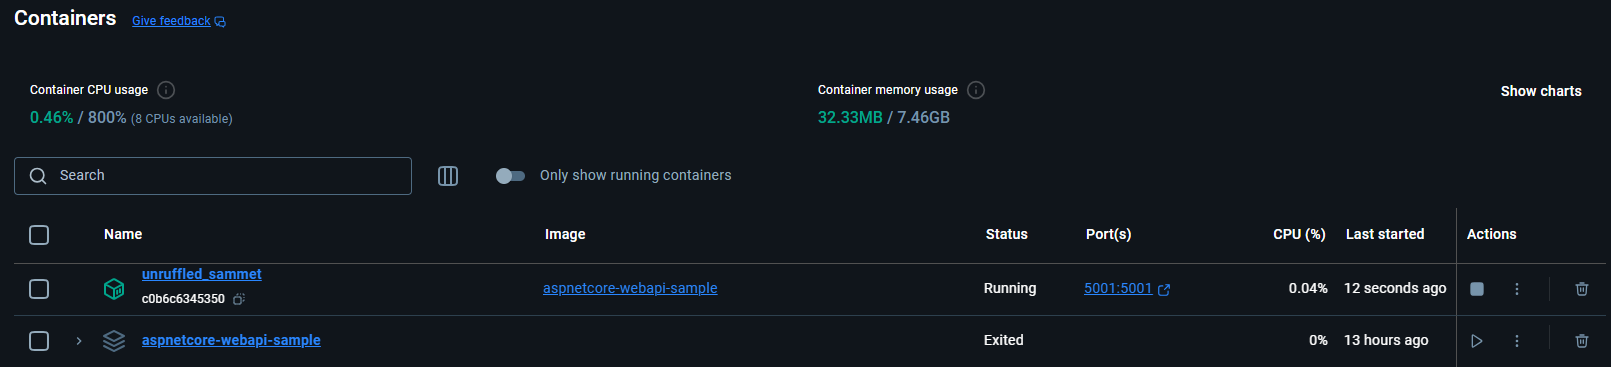 Containers Give feedback
Container CPU usage
0.46% / 800% (8 CPUs available)
Container memory usage
32.33MB / 7.46GB
Show charts
Search
Only show running containers
Name Image Status Port(s) CPU (%) Last started Actions
unruffled_sammet
c0b6c6345350
aspnetcore-webapi-sample Running 5001:5001 0.04% 12 seconds ago
aspnetcore-webapi-sample Exited 0% 13 hours ago